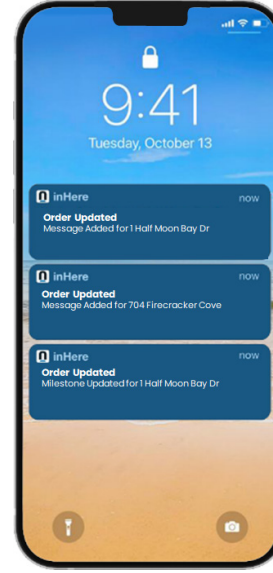 9:41
Tuesday, October 13
inHere now
Order Updated
Message Added for 1 Half Moon Bay Dr
inHere now
Order Updated
Message Added for 704 Firecracker Cove
inHere now
Order Updated
Milestone Updated for 1 Half Moon Bay Dr